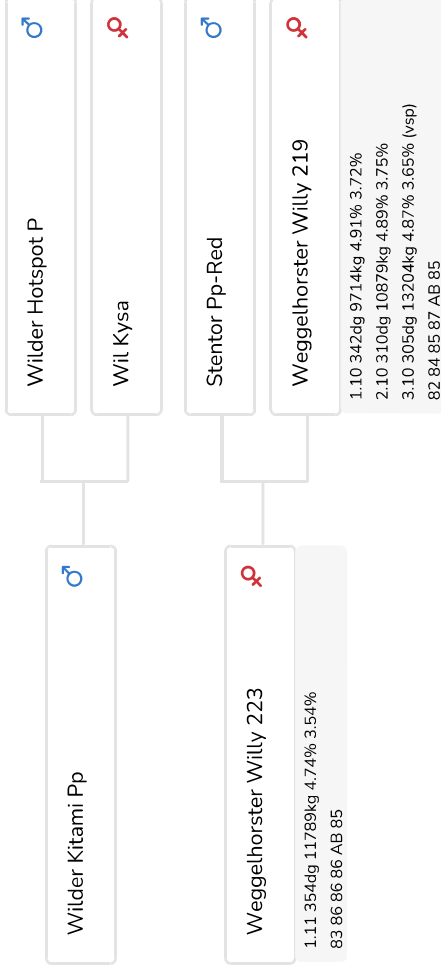 Wilder Kitami Pp
Wilder Hotspot P
Wil Kysa
Weggelhorster Willy 223
1.11 354dg 11789kg 4.74% 3.54%
83 86 86 86 AB 85
Stentor Pp-Red
Weggelhorster Willy 219
1.10 342dg 9714kg 4.91% 3.72%
2.10 310dg 10879kg 4.89% 3.75%
3.10 305dg 13204kg 4.87% 3.65% (vsp)
82 84 85 87 AB 85